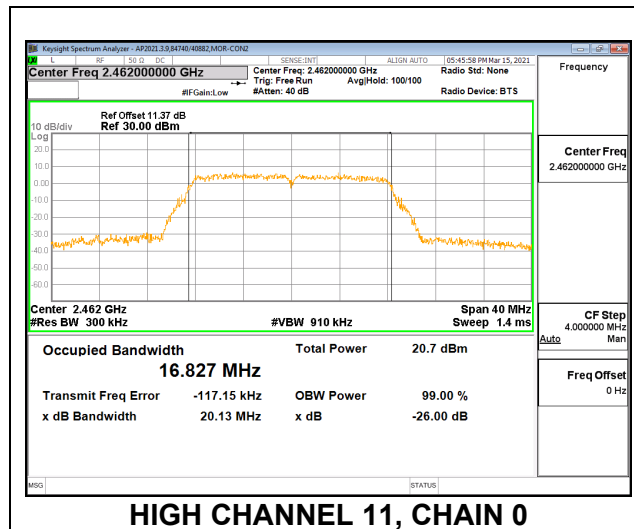 Keysight Spectrum Analyzer - AP2021.3.9,84740/40882,MOR-CON2
L RF 50 Ω DC SENSE:INT ALIGN AUTO 05:45:58 PM Mar 15, 2021
Center Freq 2.462000000 GHz Center Freq: 2.462000000 GHz Radio Std: None Frequency
Trig: Free Run Avg|Hold: 100/100
#IFGain:Low #Atten: 40 dB Radio Device: BTS
Ref Offset 11.37 dB
10 dB/div Ref 30.00 dBm
Log
20.0
10.0
0.00
-10.0
-20.0
-30.0
-40.0
-50.0
-60.0
Center Freq
2.462000000 GHz
Center 2.462 GHz Span 40 MHz
#Res BW 300 kHz #VBW 910 kHz Sweep 1.4 ms
CF Step
4.000000 MHz
Auto Man
Occupied Bandwidth Total Power 20.7 dBm
16.827 MHz
Transmit Freq Error -117.15 kHz OBW Power 99.00 %
x dB Bandwidth 20.13 MHz x dB -26.00 dB
Freq Offset
0 Hz
MSG STATUS
HIGH CHANNEL 11, CHAIN 0